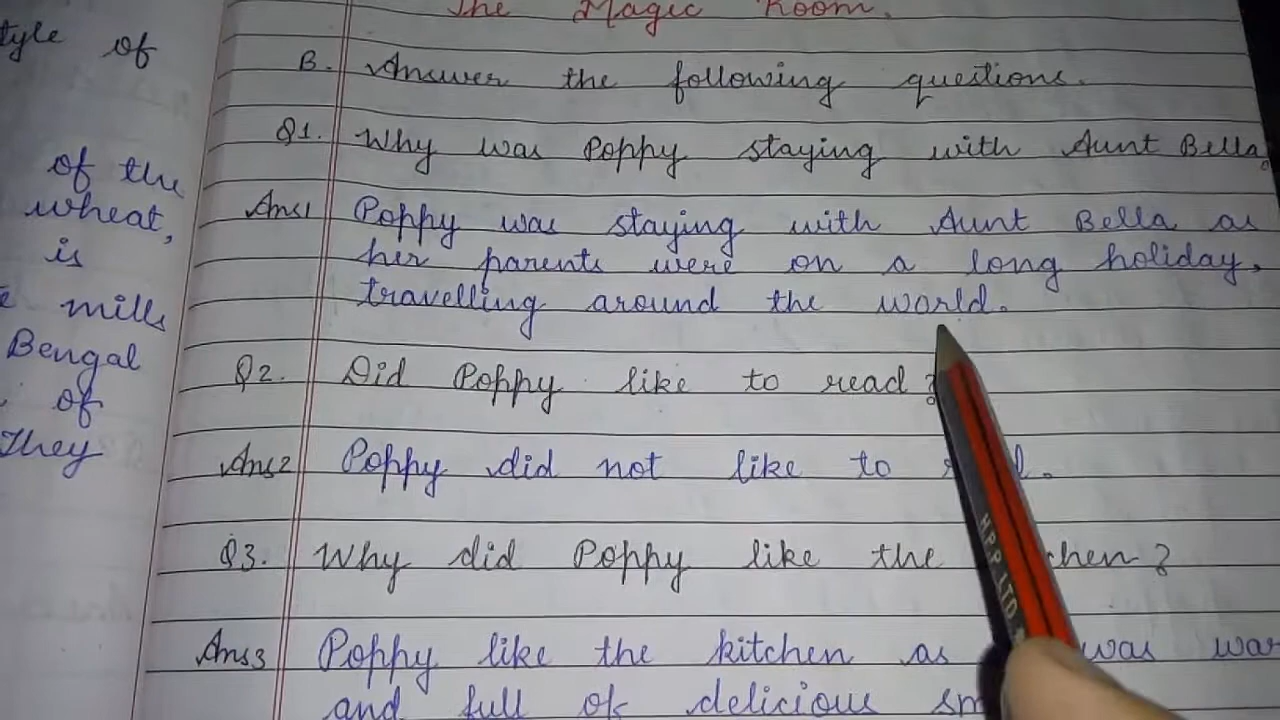 The Magic Room.
B. Answer the following questions.
Q1. Why was Poppy staying with Aunt Bella?
Ans1 Poppy was staying with Aunt Bella as
her parents were on a long holiday,
travelling around the world.
Q2. Did Poppy like to read?
Ans2 Poppy did not like to
Q3. Why did Poppy like the
Ans3 Poppy like the kitchen as was
and full of delicious
tyle of
of the
wheat,
is
mills
Bengal
of
They
H.P.P.LTD.